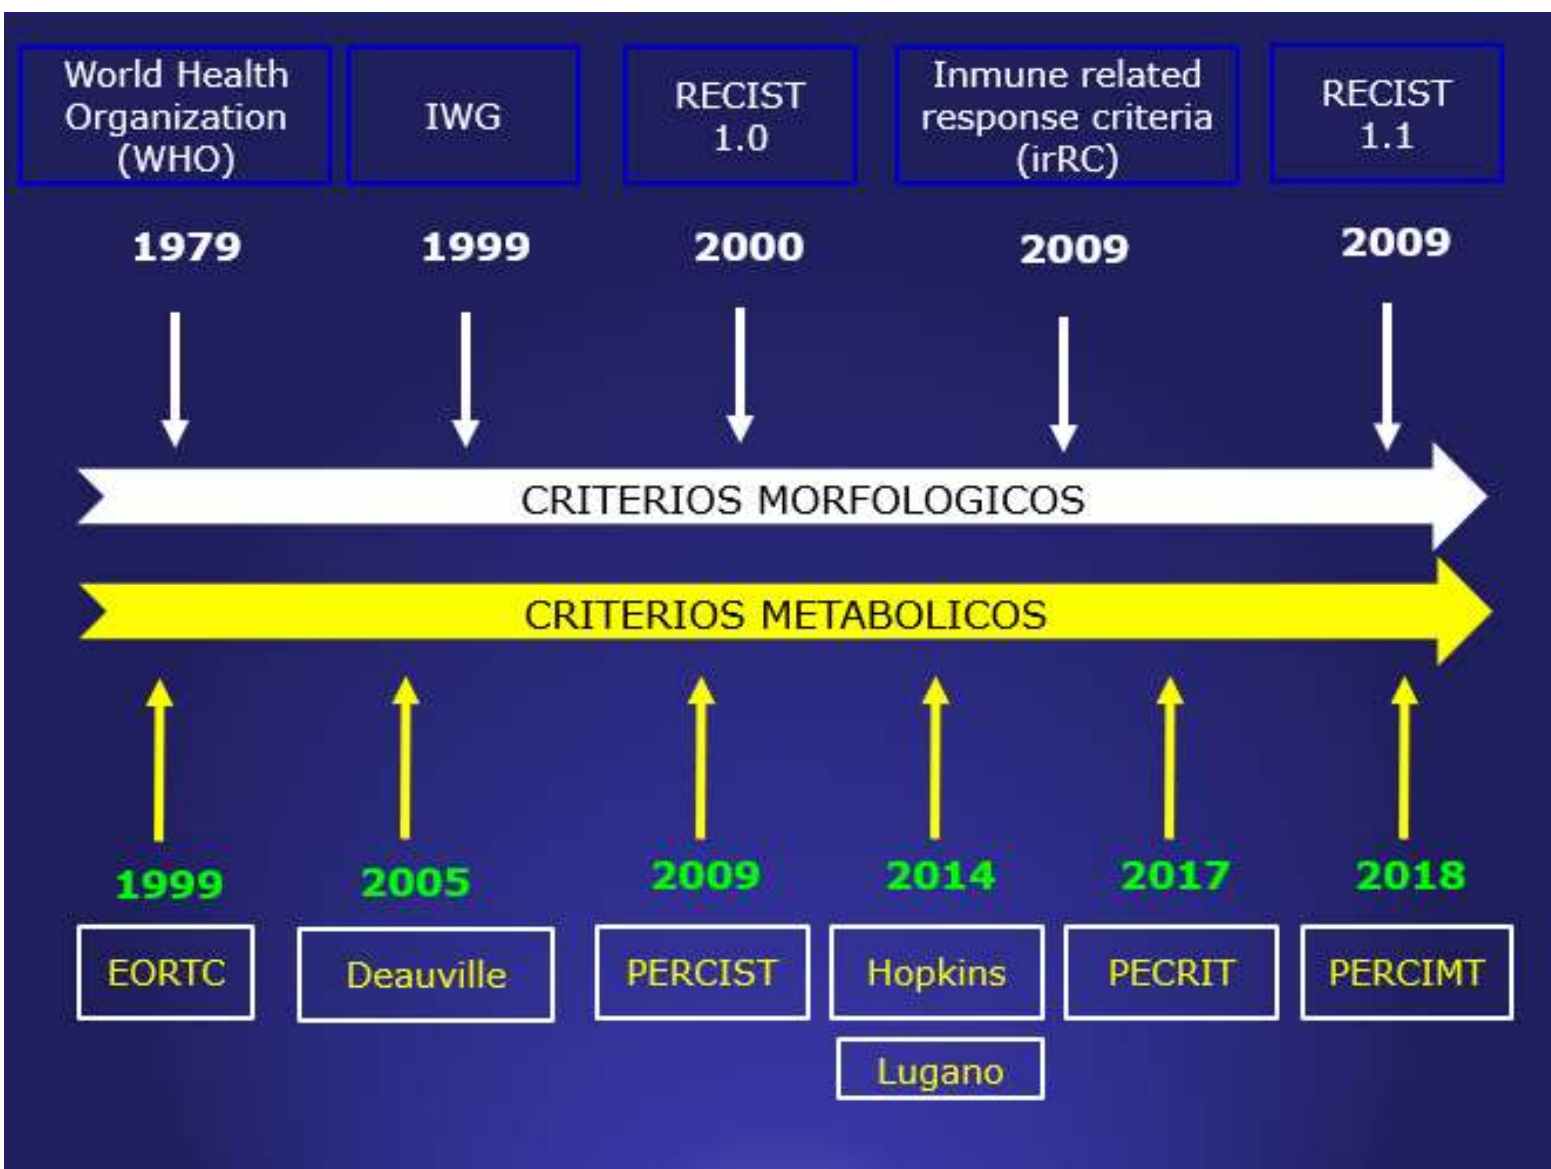 World Health
Organization
(WHO)
IWG
RECIST
1.0
Inmune related
response criteria
(irRC)
RECIST
1.1
1979
1999
2000
2009
2009
CRITERIOS MORFOLOGICOS
CRITERIOS METABOLICOS
1999
2005
2009
2014
2017
2018
EORTC
Deauville
PERCIST
Hopkins
PECRIT
PERCIMT
Lugano